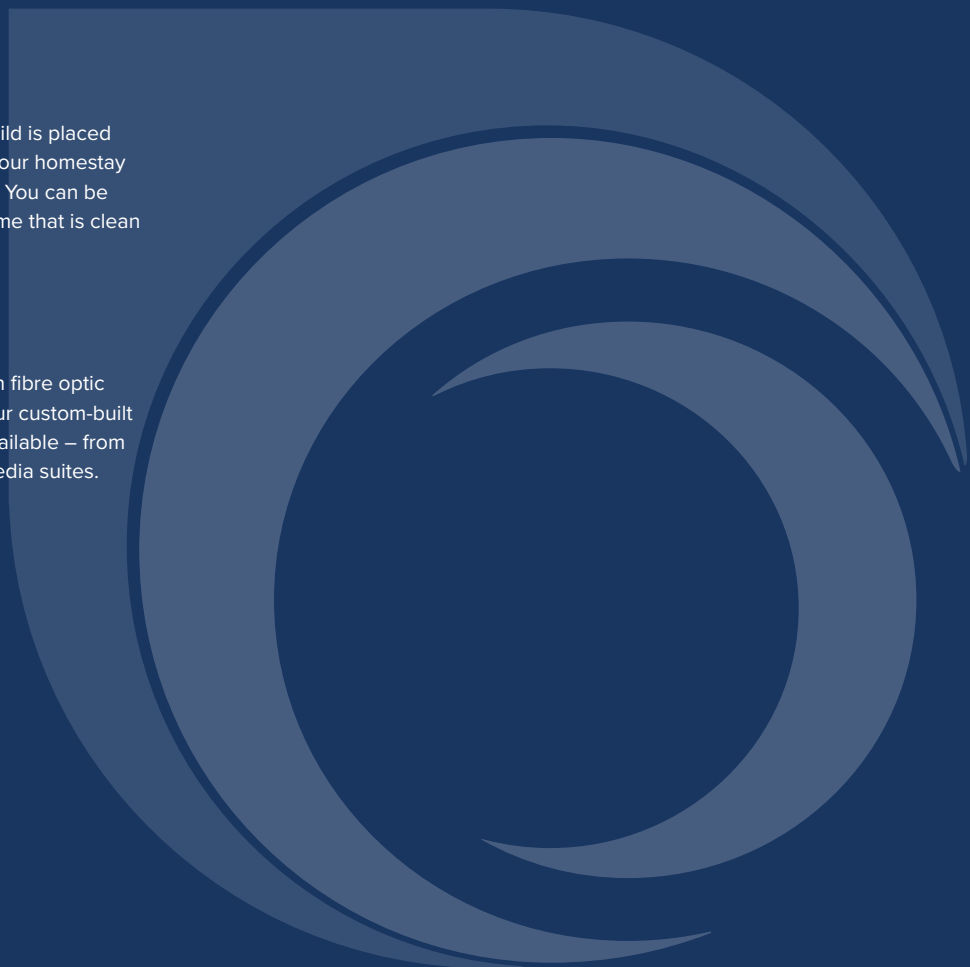 ild is placed
our homestay
You can be
me that is clean
n fibre optic
ur custom-built
ailable – from
edia suites.